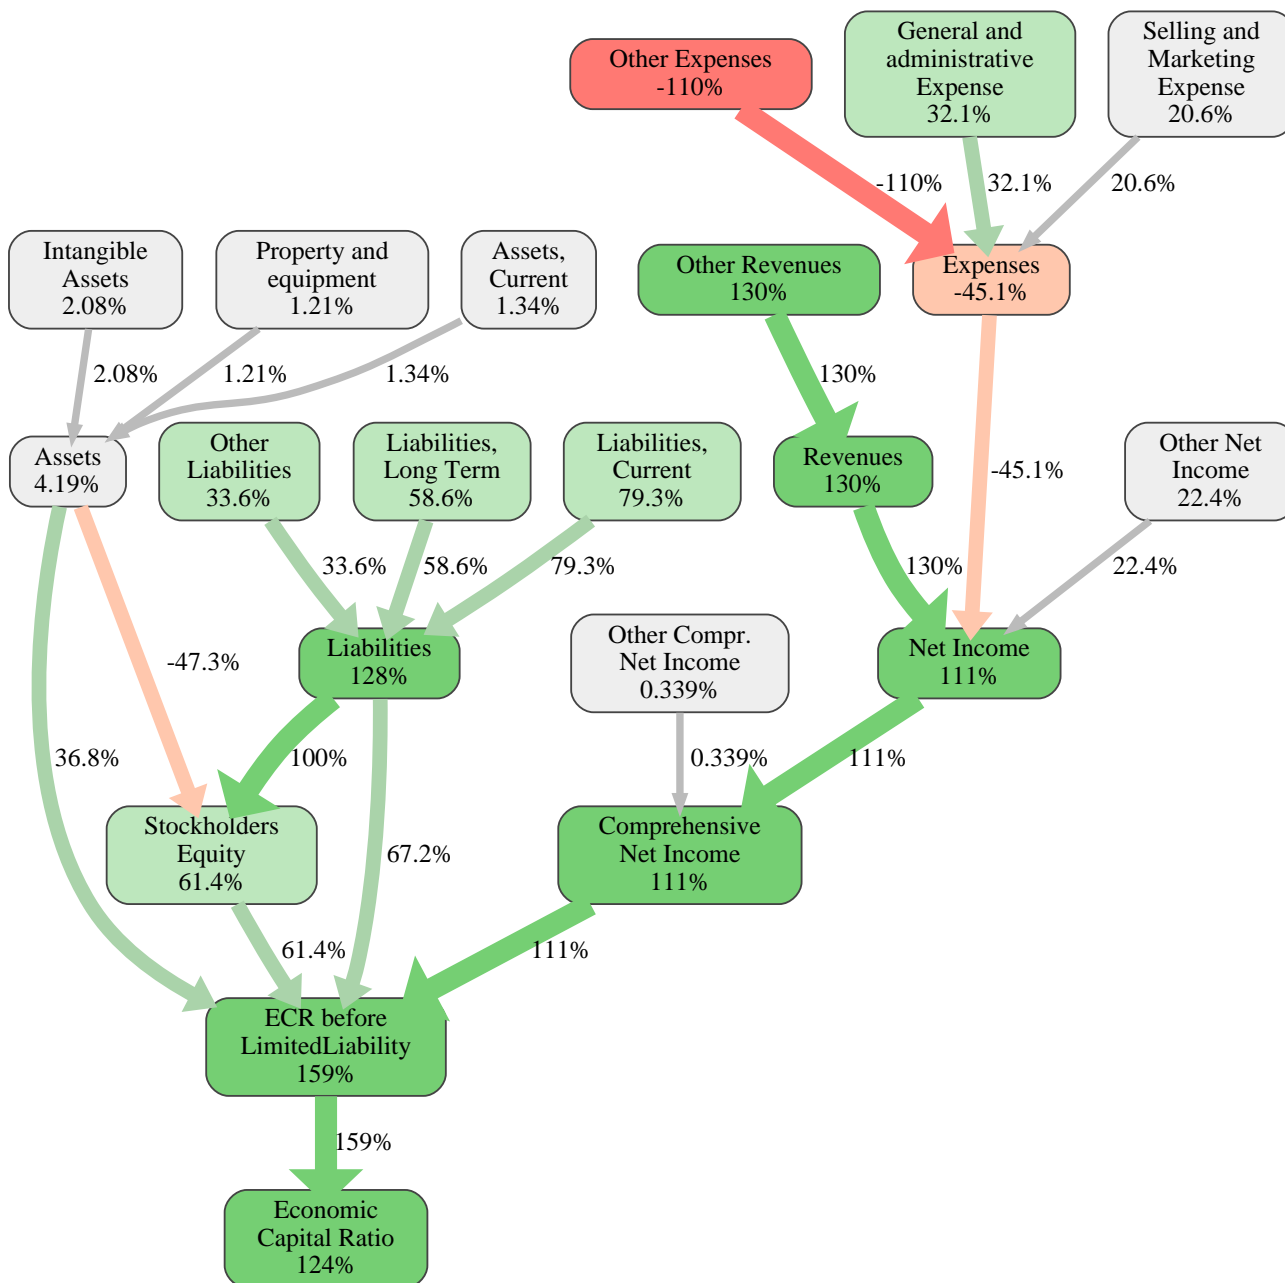 Other Expenses
-110%
General and
administrative
Expense
32.1%
Selling and
Marketing
Expense
20.6%
-110%
32.1%
20.6%
Intangible
Assets
2.08%
Property and
equipment
1.21%
Assets,
Current
1.34%
Other Revenues
130%
Expenses
-45.1%
2.08%
1.21%
1.34%
130%
Assets
4.19%
Other
Liabilities
33.6%
Liabilities,
Long Term
58.6%
Liabilities,
Current
79.3%
Revenues
130%
-45.1%
Other Net
Income
22.4%
33.6%
58.6%
79.3%
130%
22.4%
-47.3%
Liabilities
128%
Other Compr.
Net Income
0.339%
Net Income
111%
36.8%
100%
0.339%
111%
Stockholders
Equity
61.4%
67.2%
Comprehensive
Net Income
111%
61.4%
111%
ECR before
LimitedLiability
159%
159%
Economic
Capital Ratio
124%